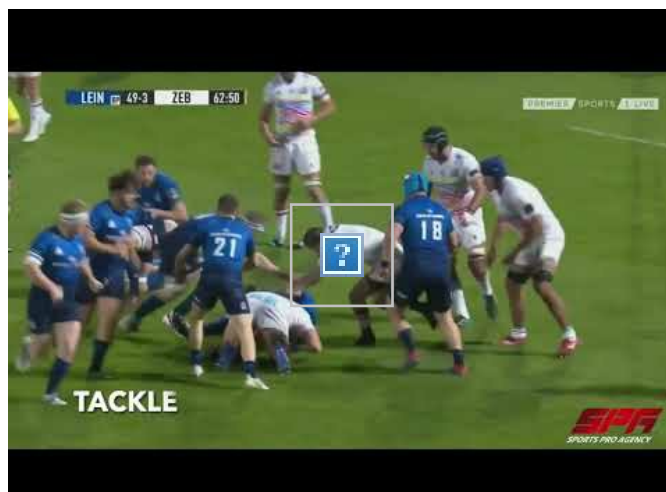 LEIN 49-3 ZEB 62:50
PREMIER SPORTS 1 LIVE
21
18
?
TACKLE
SPA
SPORTS PRO AGENCY